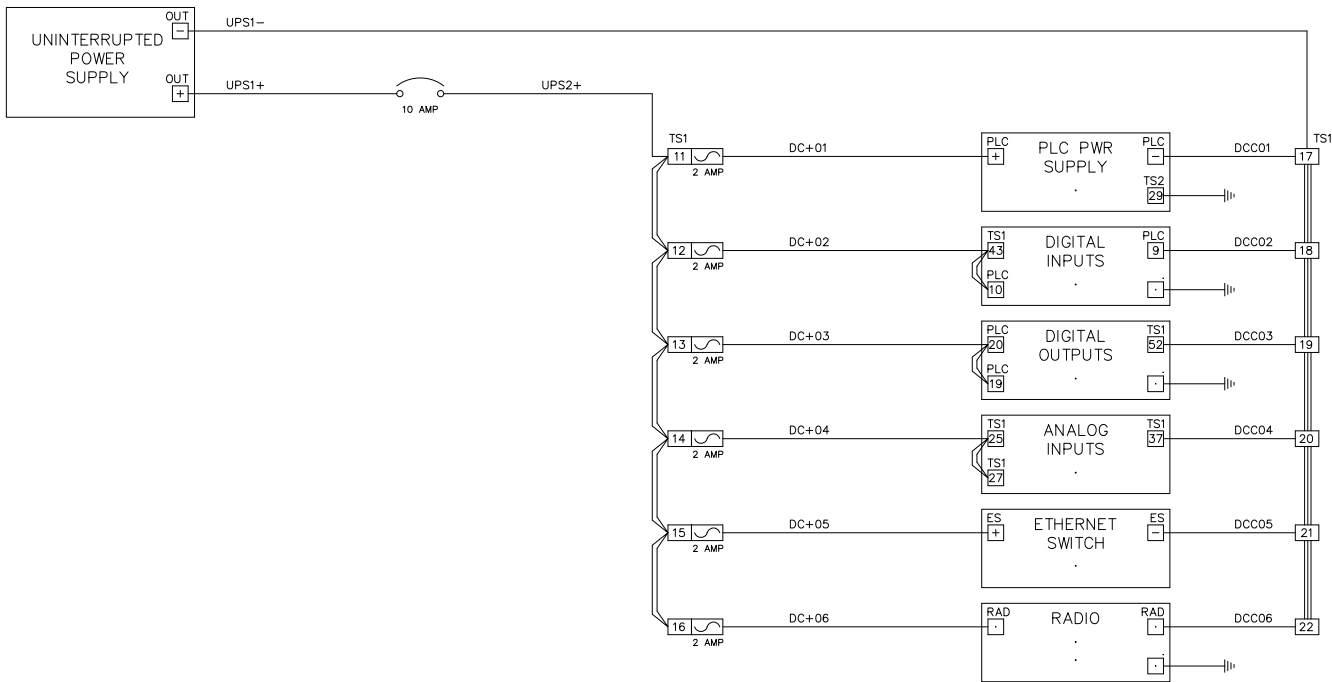 OUT
UPS1-
-
UNINTERRUPTED
POWER
SUPPLY
OUT
UPS1+
UPS2+
+
10 AMP
TS1
TS1
11
2 AMP
DC+01
PLC
+
PLC PWR
SUPPLY
.
PLC
-
TS2
29
DCC01
17
12
2 AMP
DC+02
TS1
43
PLC
10
DIGITAL
INPUTS
.
PLC
9
.
.
DCC02
18
13
2 AMP
DC+03
PLC
20
PLC
19
DIGITAL
OUTPUTS
.
TS1
52
.
.
DCC03
19
14
2 AMP
DC+04
TS1
25
TS1
27
ANALOG
INPUTS
.
TS1
37
DCC04
20
15
2 AMP
DC+05
ES
+
ETHERNET
SWITCH
.
ES
-
DCC05
21
16
2 AMP
DC+06
RAD
.
RADIO
.
.
RAD
.
.
.
DCC06
22